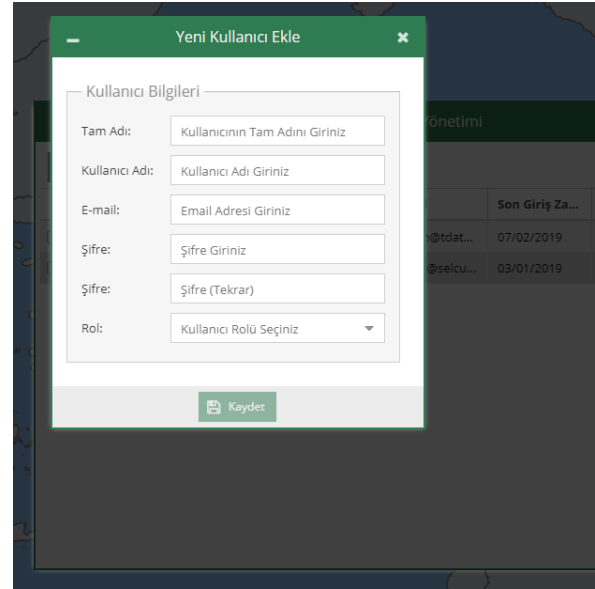 Yeni Kullanıcı Ekle
Kullanıcı Bilgileri
Tam Adı: Kullanıcının Tam Adını Giriniz
Kullanıcı Adı: Kullanıcı Adı Giriniz
E-mail: Email Adresi Giriniz
Şifre: Şifre Giriniz
Şifre: Şifre (Tekrar)
Rol: Kullanıcı Rolü Seçiniz
Kaydet
Yönetimi
Son Giriş Za...
@tdat... 07/02/2019
@selcu... 03/01/2019